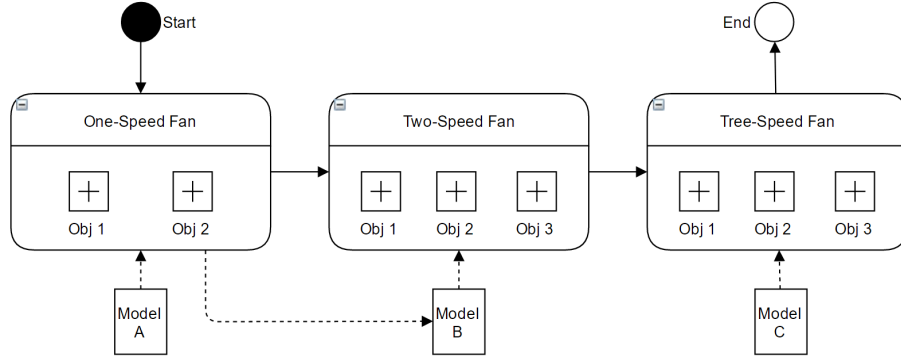 Start
End
One-Speed Fan
Two-Speed Fan
Tree-Speed Fan
Obj 1
Obj 2
Obj 1
Obj 2
Obj 3
Obj 1
Obj 2
Obj 3
Model
A
Model
B
Model
C